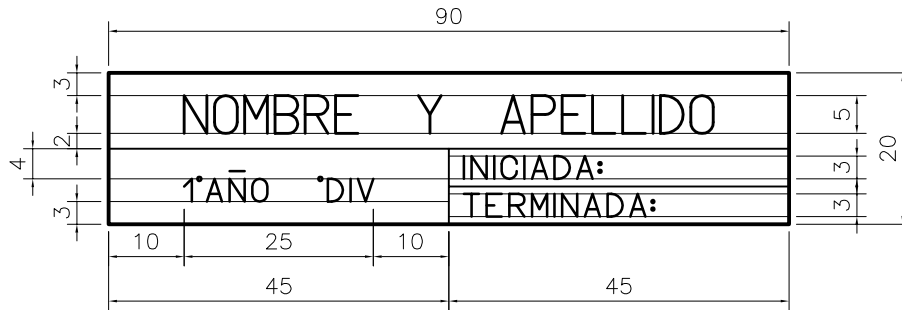 90
3
NOMBRE Y APELLIDO
5
2
20
4
INICIADA:
3
1°AÑO °DIV
3
TERMINADA:
3
10 25 10
45 45